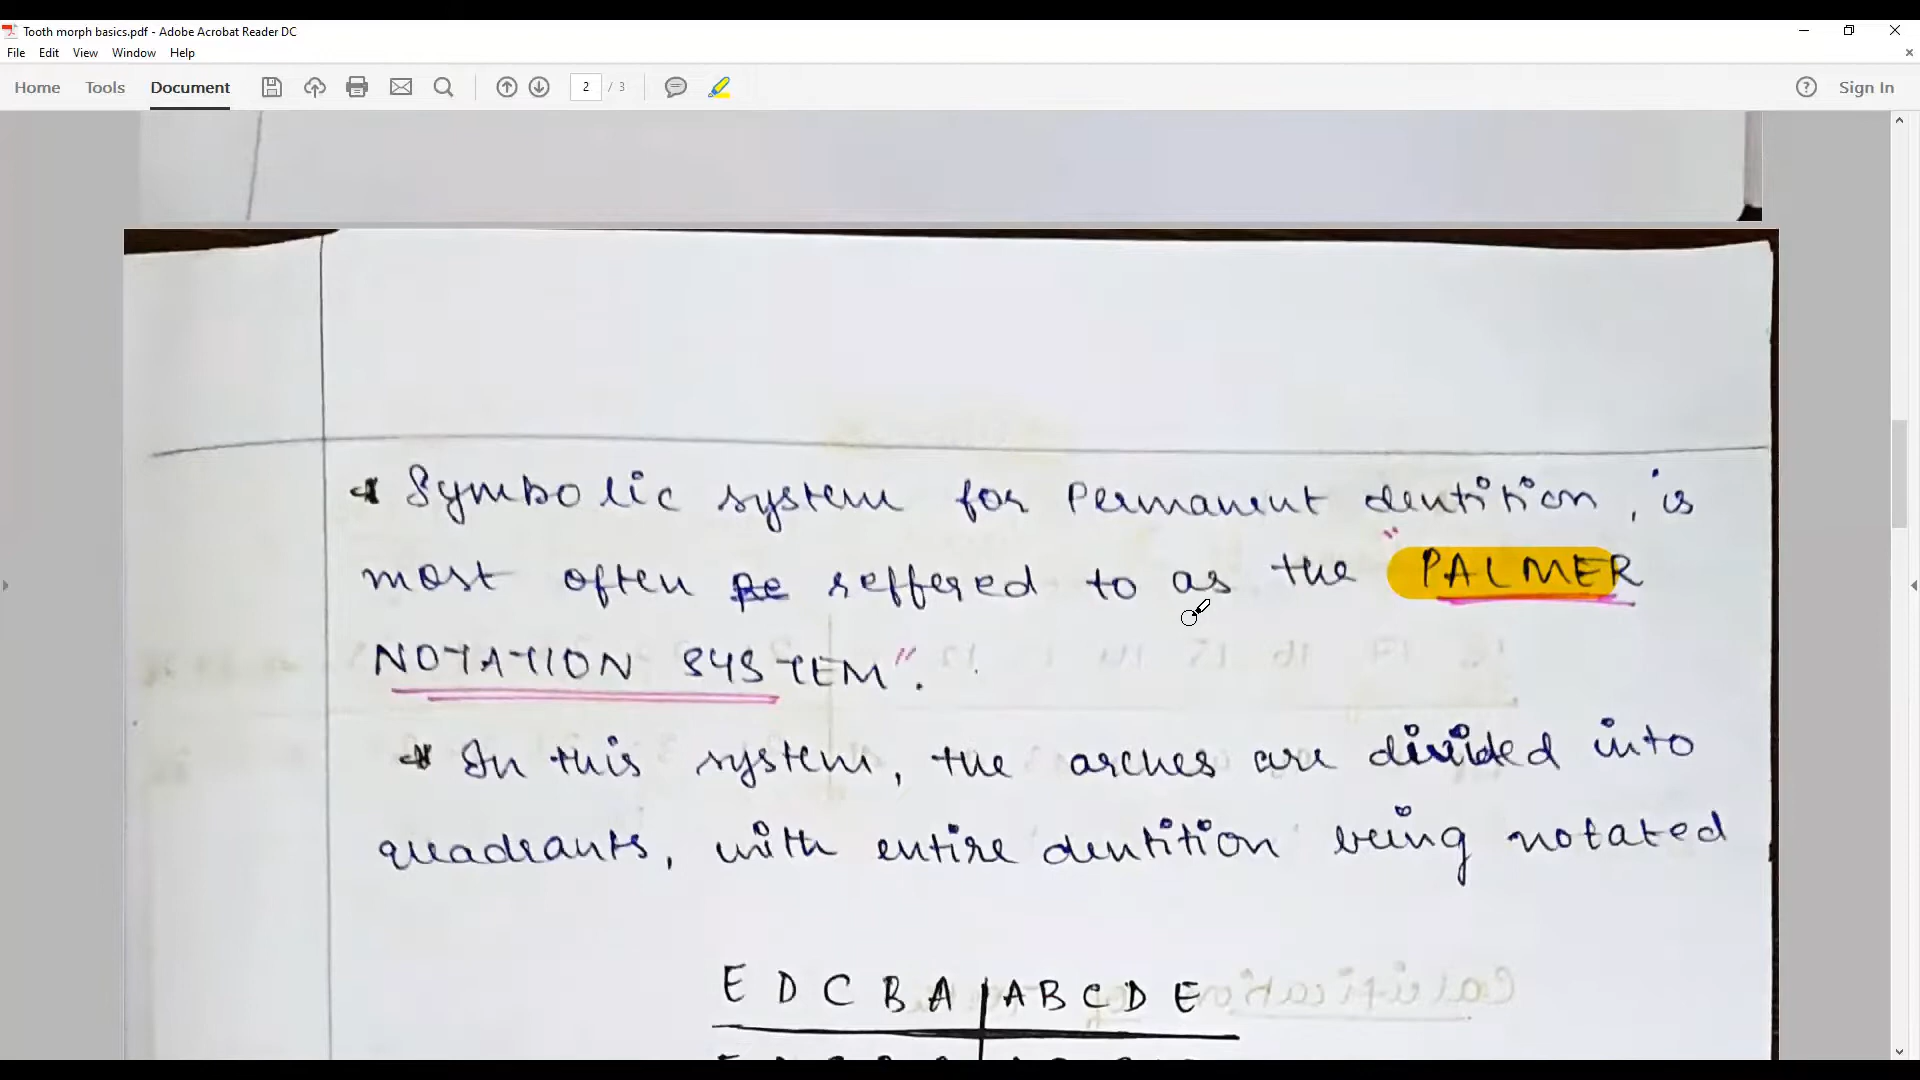 Tooth morph basics.pdf - Adobe Acrobat Reader DC
File Edit View Window Help
Home Tools Document 2 / 3 Sign In
Symbolic system for Permanent dentition, is
most often reffered to as the "PALMER
NOTATION SYSTEM".
In this system, the arches are divided into
quadrants, with entire dentition being notated
E D C B A | A B C D E